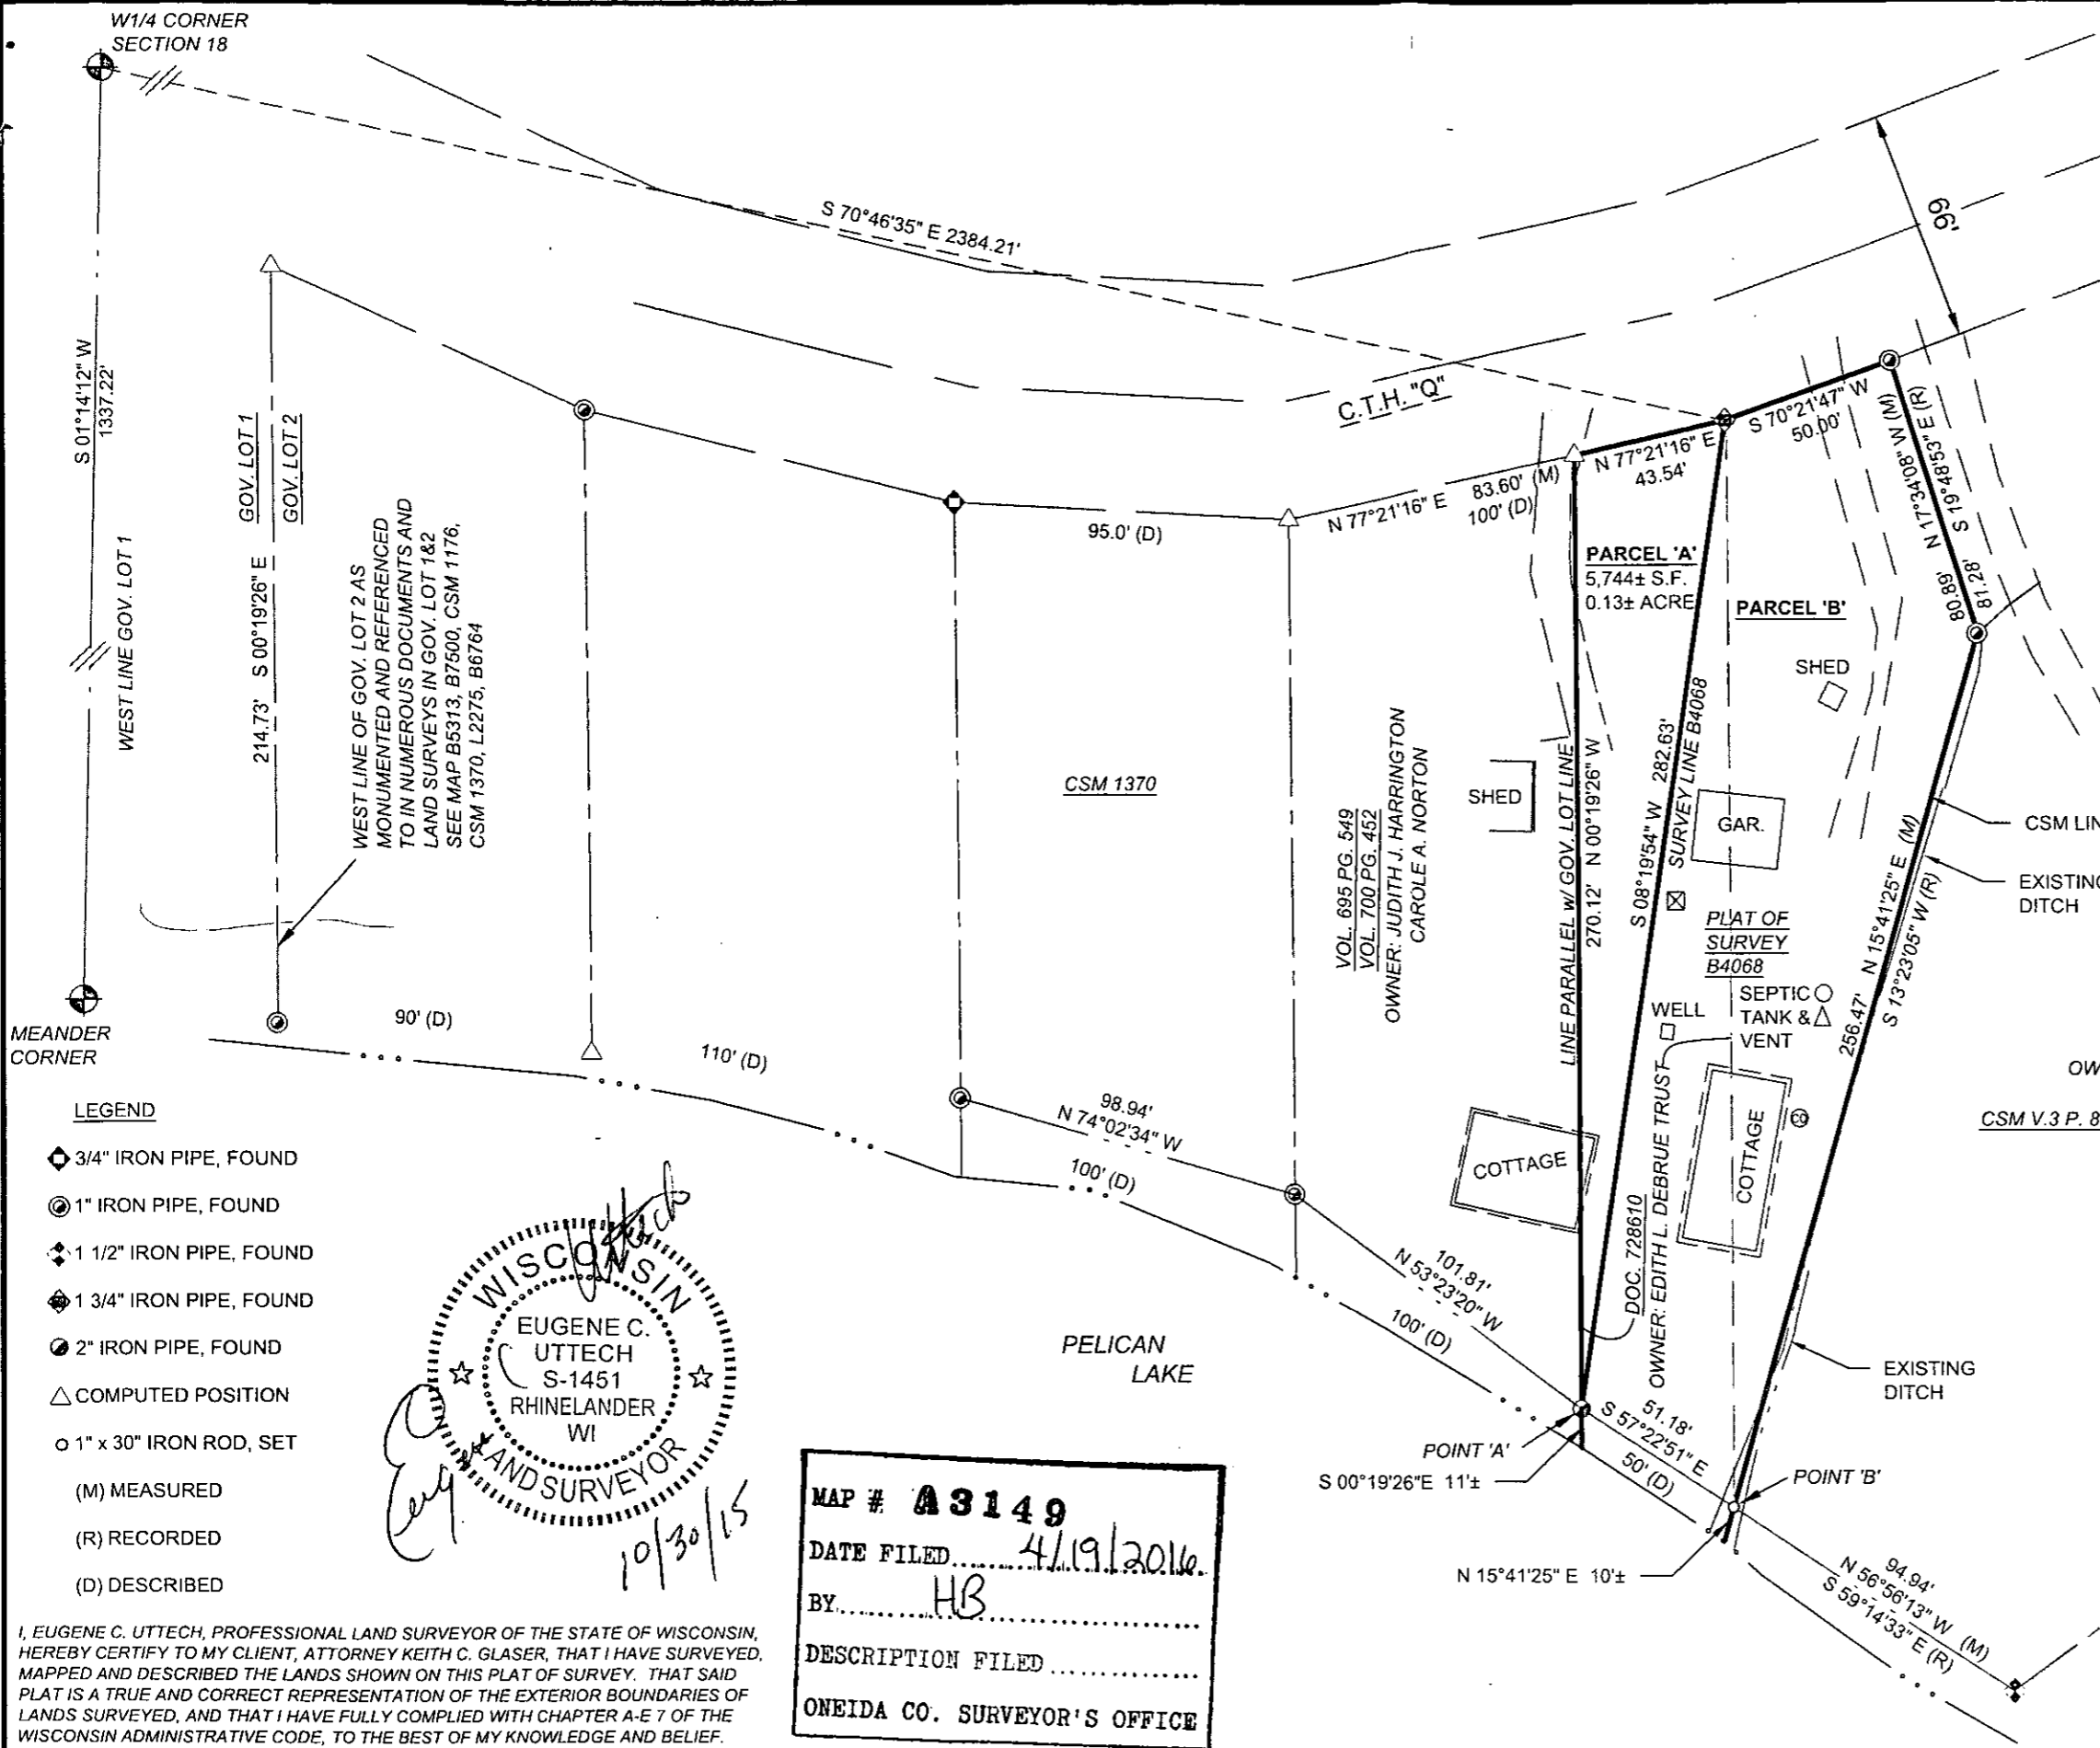 W1/4 CORNER
SECTION 18
S 70°46'35" E 2384.21'
66'
S 01°14'12" W
1337.22'
WEST LINE GOV. LOT 1
GOV. LOT 1
GOV. LOT 2
214.73' S 00°19'26" E
WEST LINE OF GOV. LOT 2 AS
MONUMENTED AND REFERENCED
TO IN NUMEROUS DOCUMENTS AND
LAND SURVEYS IN GOV. LOT 1&2
SEE MAP B5313, B7500, CSM 1176,
CSM 1370, L2275, B6764
C.T.H. "Q"
95.0' (D)
N 77°21'16" E
83.60' (M)
100' (D)
N 77°21'16" E
43.54'
S 70°21'47" W
50.00'
80.89' N 17°34'08" W (M)
81.28' S 19°48'53" E (R)
PARCEL 'A'
5,744± S.F.
0.13± ACRE
PARCEL 'B'
SHED
CSM 1370
VOL. 695 PG. 549
VOL. 700 PG. 452
OWNER: JUDITH J. HARRINGTON
CAROLE A. NORTON
SHED
LINE PARALLEL w/ GOV. LOT LINE
270.12' N 00°19'26" W
S 08°19'54" W 282.63'
SURVEY LINE B4068
GAR.
CSM LIN
EXISTING
DITCH
256.47' N 15°41'25" E (M)
S 13°23'05" W (R)
PLAT OF
SURVEY
B4068
SEPTIC
TANK &
VENT
WELL
MEANDER
CORNER
90' (D)
110' (D)
98.94'
N 74°02'34" W
100' (D)
COTTAGE
COTTAGE
CO
OW
CSM V.3 P. 8
DOC. 728610
OWNER: EDITH L. DEBRUE TRUST
101.81'
N 53°23'20" W
100' (D)
PELICAN
LAKE
EXISTING
DITCH
51.18'
S 57°22'51" E
50' (D)
POINT 'A'
S 00°19'26"E 11'±
POINT 'B'
N 15°41'25" E 10'±
94.94'
N 56°56'13" W (M)
S 59°14'33" E (R)
LEGEND
3/4" IRON PIPE, FOUND
1" IRON PIPE, FOUND
1 1/2" IRON PIPE, FOUND
1 3/4" IRON PIPE, FOUND
2" IRON PIPE, FOUND
COMPUTED POSITION
1" x 30" IRON ROD, SET
(M) MEASURED
(R) RECORDED
(D) DESCRIBED
WISCONSIN
EUGENE C.
UTTECH
S-1451
RHINELANDER
WI
LAND SURVEYOR
Eugene C Uttech
10/30/15
MAP # A3149
DATE FILED........4/19/2016.
BY........HB....................
DESCRIPTION FILED..............
ONEIDA CO. SURVEYOR'S OFFICE
I, EUGENE C. UTTECH, PROFESSIONAL LAND SURVEYOR OF THE STATE OF WISCONSIN,
HEREBY CERTIFY TO MY CLIENT, ATTORNEY KEITH C. GLASER, THAT I HAVE SURVEYED,
MAPPED AND DESCRIBED THE LANDS SHOWN ON THIS PLAT OF SURVEY. THAT SAID
PLAT IS A TRUE AND CORRECT REPRESENTATION OF THE EXTERIOR BOUNDARIES OF
LANDS SURVEYED, AND THAT I HAVE FULLY COMPLIED WITH CHAPTER A-E 7 OF THE
WISCONSIN ADMINISTRATIVE CODE, TO THE BEST OF MY KNOWLEDGE AND BELIEF.